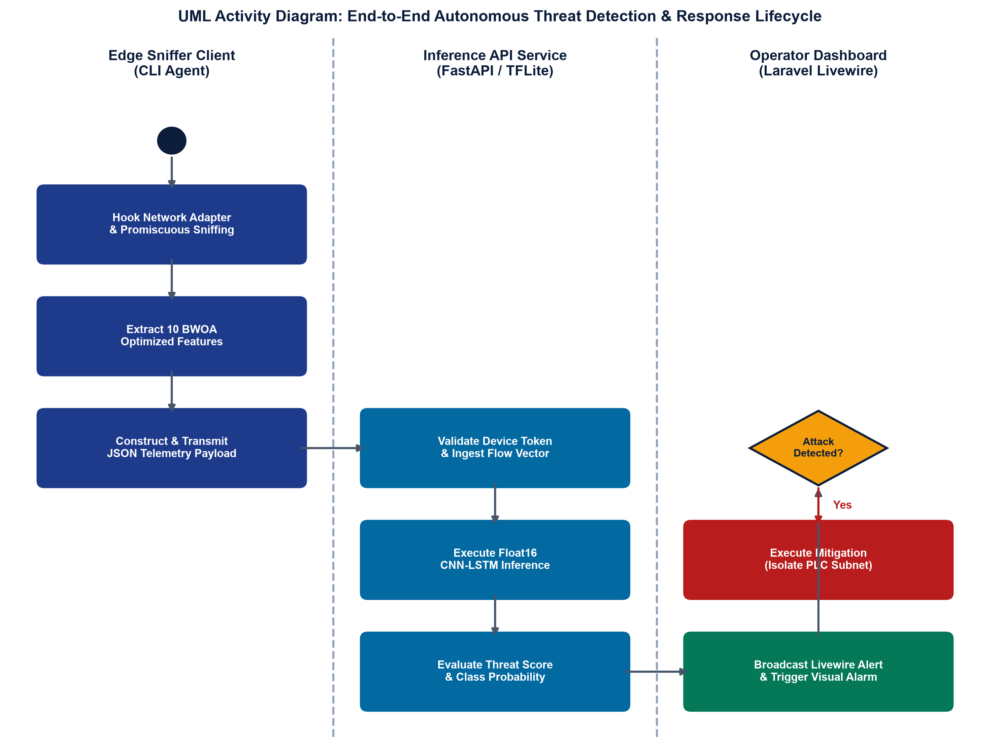 UML Activity Diagram: End-to-End Autonomous Threat Detection & Response Lifecycle
Edge Sniffer Client
(CLI Agent)
Inference API Service
(FastAPI / TFLite)
Operator Dashboard
(Laravel Livewire)
Hook Network Adapter
& Promiscuous Sniffing
Extract 10 BWOA
Optimized Features
Construct & Transmit
JSON Telemetry Payload
Validate Device Token
& Ingest Flow Vector
Execute Float16
CNN-LSTM Inference
Evaluate Threat Score
& Class Probability
Attack
Detected?
Yes
Execute Mitigation
(Isolate PLC Subnet)
Broadcast Livewire Alert
& Trigger Visual Alarm